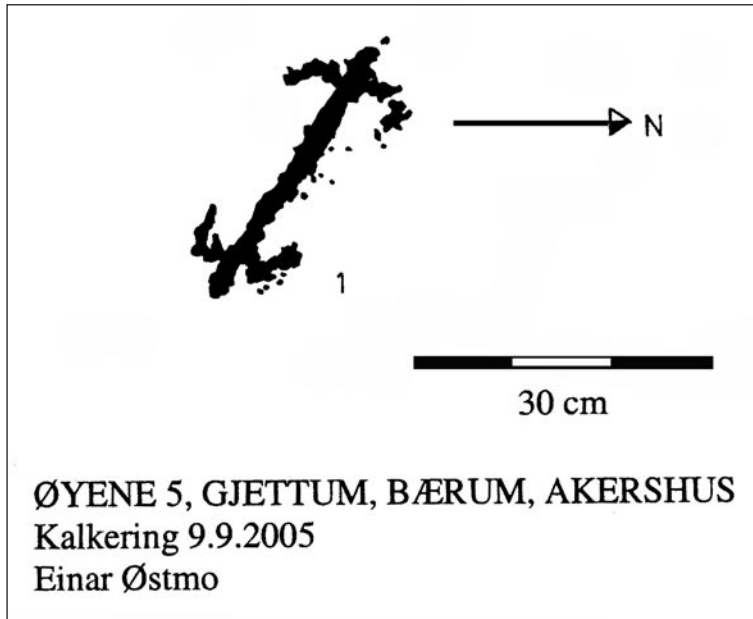 N
1
30 cm
ØYENE 5, GJETTUM, BÆRUM, AKERSHUS
Kalkering 9.9.2005
Einar Østmo